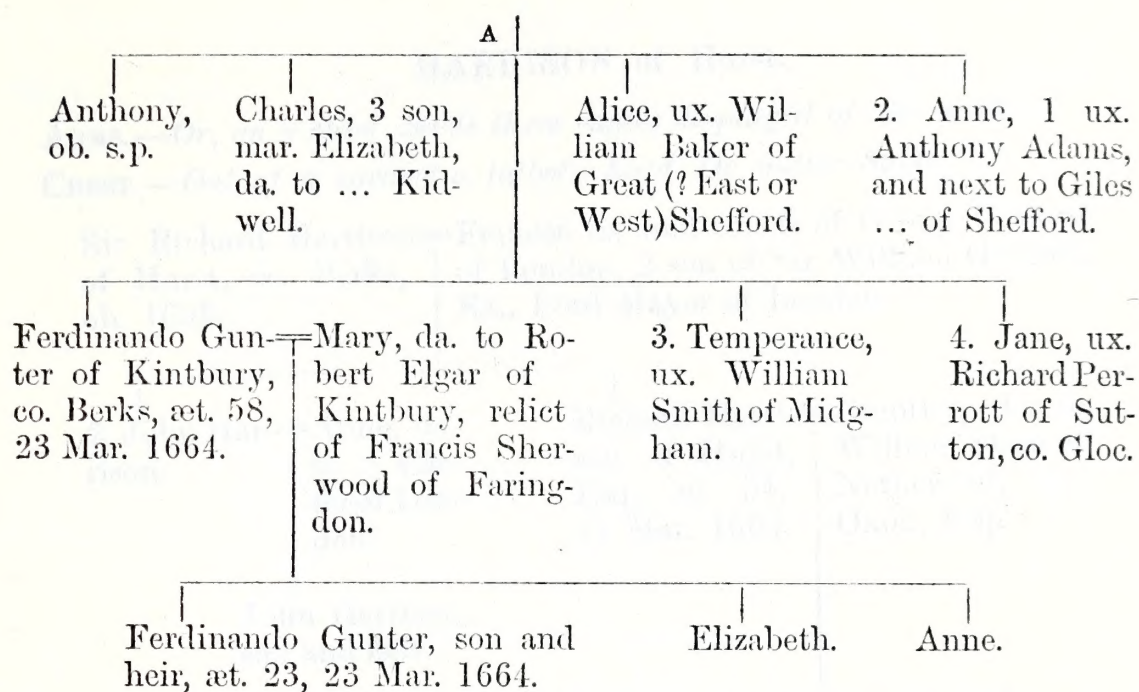 A
Anthony,
ob. s.p.
Charles, 3 son,
mar. Elizabeth,
da. to ... Kid-
well.
Alice, ux. Wil-
liam Baker of
Great (? East or
West) Shefford.
2. Anne, 1 ux.
Anthony Adams,
and next to Giles
... of Shefford.
Ferdinando Gun-
ter of Kintbury,
co. Berks, æt. 58,
23 Mar. 1664.
Mary, da. to Ro-
bert Elgar of
Kintbury, relict
of Francis Sher-
wood of Faring-
don.
3. Temperance,
ux. William
Smith of Midg-
ham.
4. Jane, ux.
Richard Per-
rott of Sut-
ton, co. Gloc.
Ferdinando Gunter, son and
heir, æt. 23, 23 Mar. 1664.
Elizabeth.
Anne.